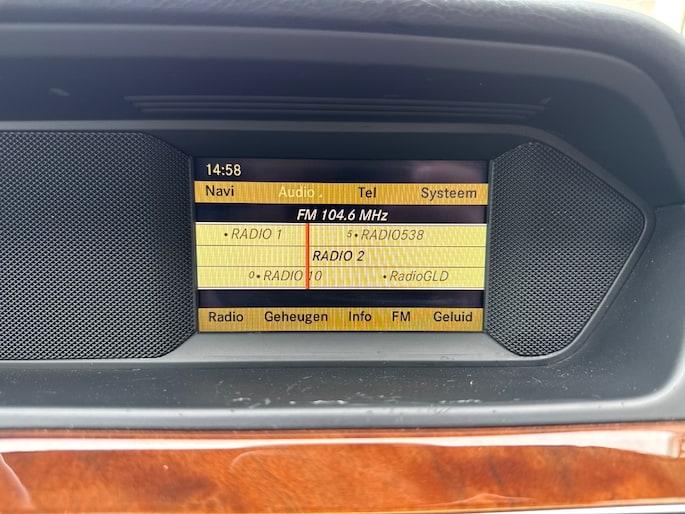 14:58
Navi Audio Tel Systeem
FM 104.6 MHz
• RADIO 1 5• RADIO538
RADIO 2
0• RADIO 10 • RadioGLD
Radio Geheugen Info FM Geluid